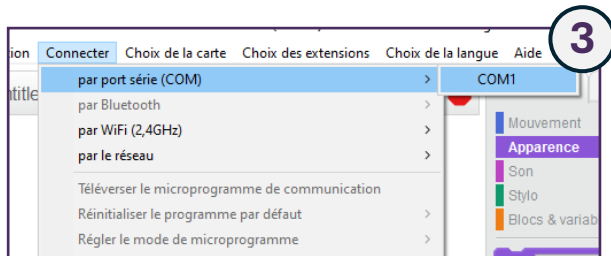 3
Connecter Choix de la carte Choix des extensions Choix de la langue Aide
par port série (COM) > COM1
par Bluetooth >
par WiFi (2,4GHz) >
par le réseau >
Téléverser le microprogramme de communication
Réinitialiser le programme par défaut >
Régler le mode de microprogramme >
Mouvement
Apparence
Son
Stylo
Blocs & variab